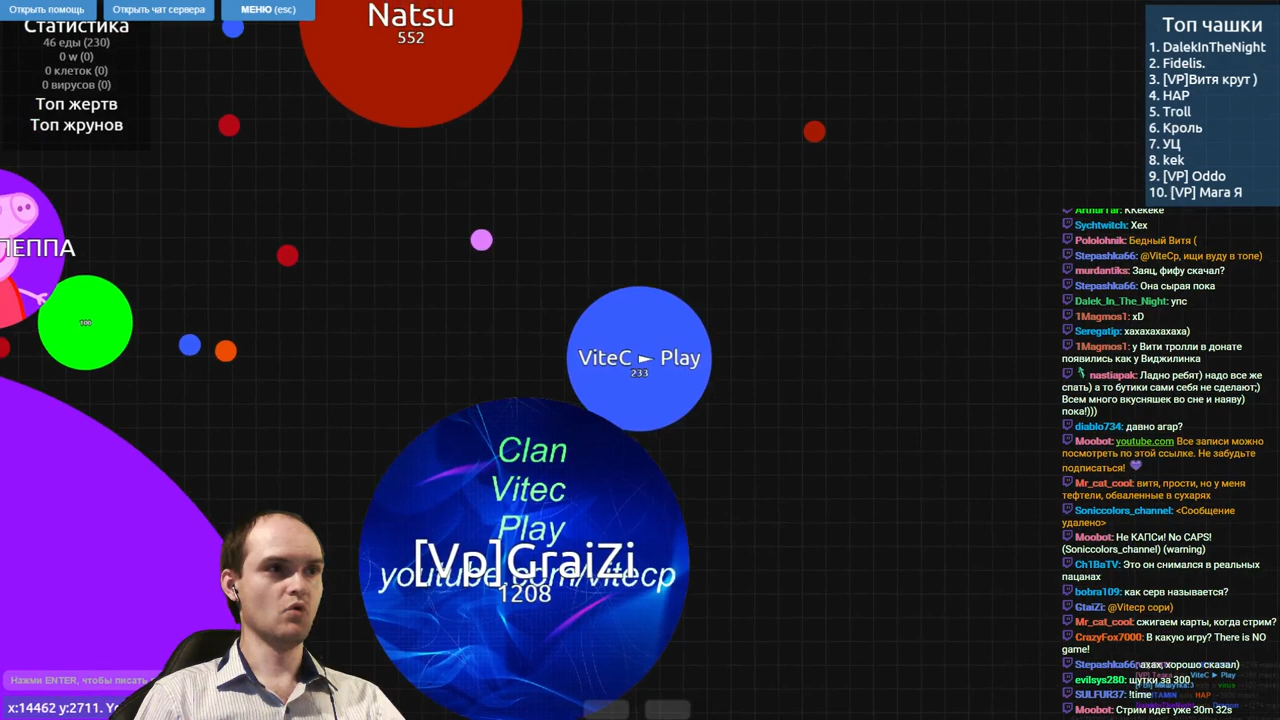 Открыть помощь
Открыть чат сервера
МЕНЮ (esc)
Статистика
46 еды (230)
0 w (0)
0 клеток (0)
0 вирусов (0)
Топ жертв
Топ жрунов
Natsu
552
ПЕППА
100
ViteC ► Play
233
Clan
Vitec
Play
[Vp]GraiZi
youtube.com/vitecp
1208
Топ чашки
1. DalekInTheNight
2. Fidelis.
3. [VP]Витя крут )
4. НАР
5. Troll
6. Кроль
7. УЦ
8. kek
9. [VP] Oddo
10. [VP] Мага Я
ArthurTar: ККекеке
Sychtwitch: Хех
Pololohnik: Бедный Витя (
Stepashka66: @ViteCp, ищи вуду в топе)
murdantiks: Заяц, фифу скачал?
Stepashka66: Она сырая пока
Dalek_In_The_Night: упс
1Magmos1: xD
Seregatip: хахахахахаха)
1Magmos1: у Вити тролли в донате
появились как у Виджилинка
nastiapak: Ладно ребят) надо все же
спать) а то бутики сами себя не сделают;)
Всем много вкусняшек во сне и наяву)
пока!)))
diablo734: давно агар?
Moobot: youtube.com Все записи можно
посмотреть по этой ссылке. Не забудьте
подписаться!
Mr_cat_cool: витя, прости, но у меня
тефтели, обваленные в сухарях
Soniccolors_channel: <Сообщение
удалено>
Moobot: Не КАПСи! No CAPS!
(Soniccolors_channel) (warning)
Ch1BaTV: Это он снимался в реальных
пацанах
bobra109: как серв называется?
GtaiZi: @Vitecp сори)
Mr_cat_cool: сжигаем карты, когда стрим?
CrazyFox7000: В какую игру? There is NO
game!
Stepashka66: ахах, хорошо сказал)
evilsys280: шутки за 300
SULFUR37: !time
Moobot: Стрим идет уже 30m 32s
ViteC ► Play
НАР
Нажми ENTER, чтобы писать
x:14462 y:2711.